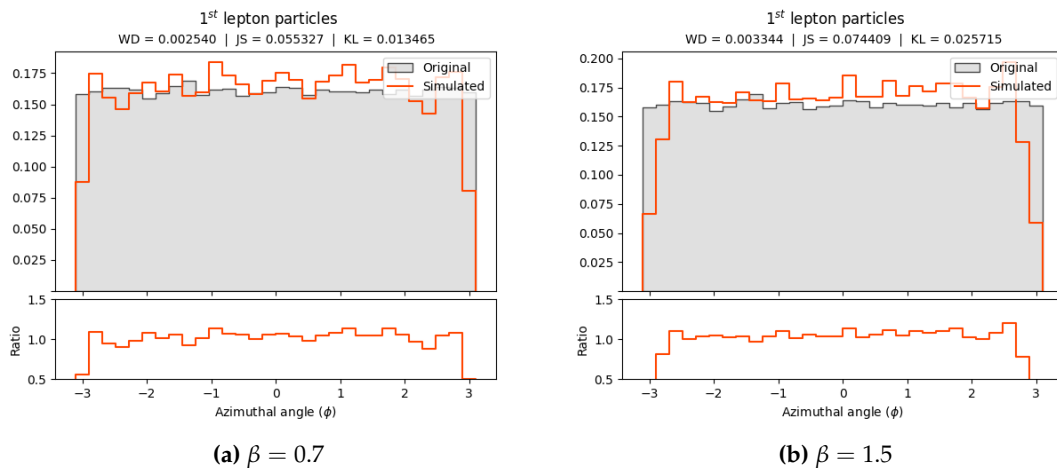 1st lepton particles
WD = 0.002540 | JS = 0.055327 | KL = 0.013465
0.175
0.150
0.125
0.100
0.075
0.050
0.025
Original
Simulated
1.5
1.0
0.5
Ratio
−3 −2 −1 0 1 2 3
Azimuthal angle (ϕ)
(a) β = 0.7
1st lepton particles
WD = 0.003344 | JS = 0.074409 | KL = 0.025715
0.200
0.175
0.150
0.125
0.100
0.075
0.050
0.025
Original
Simulated
1.5
1.0
0.5
Ratio
−3 −2 −1 0 1 2 3
Azimuthal angle (ϕ)
(b) β = 1.5